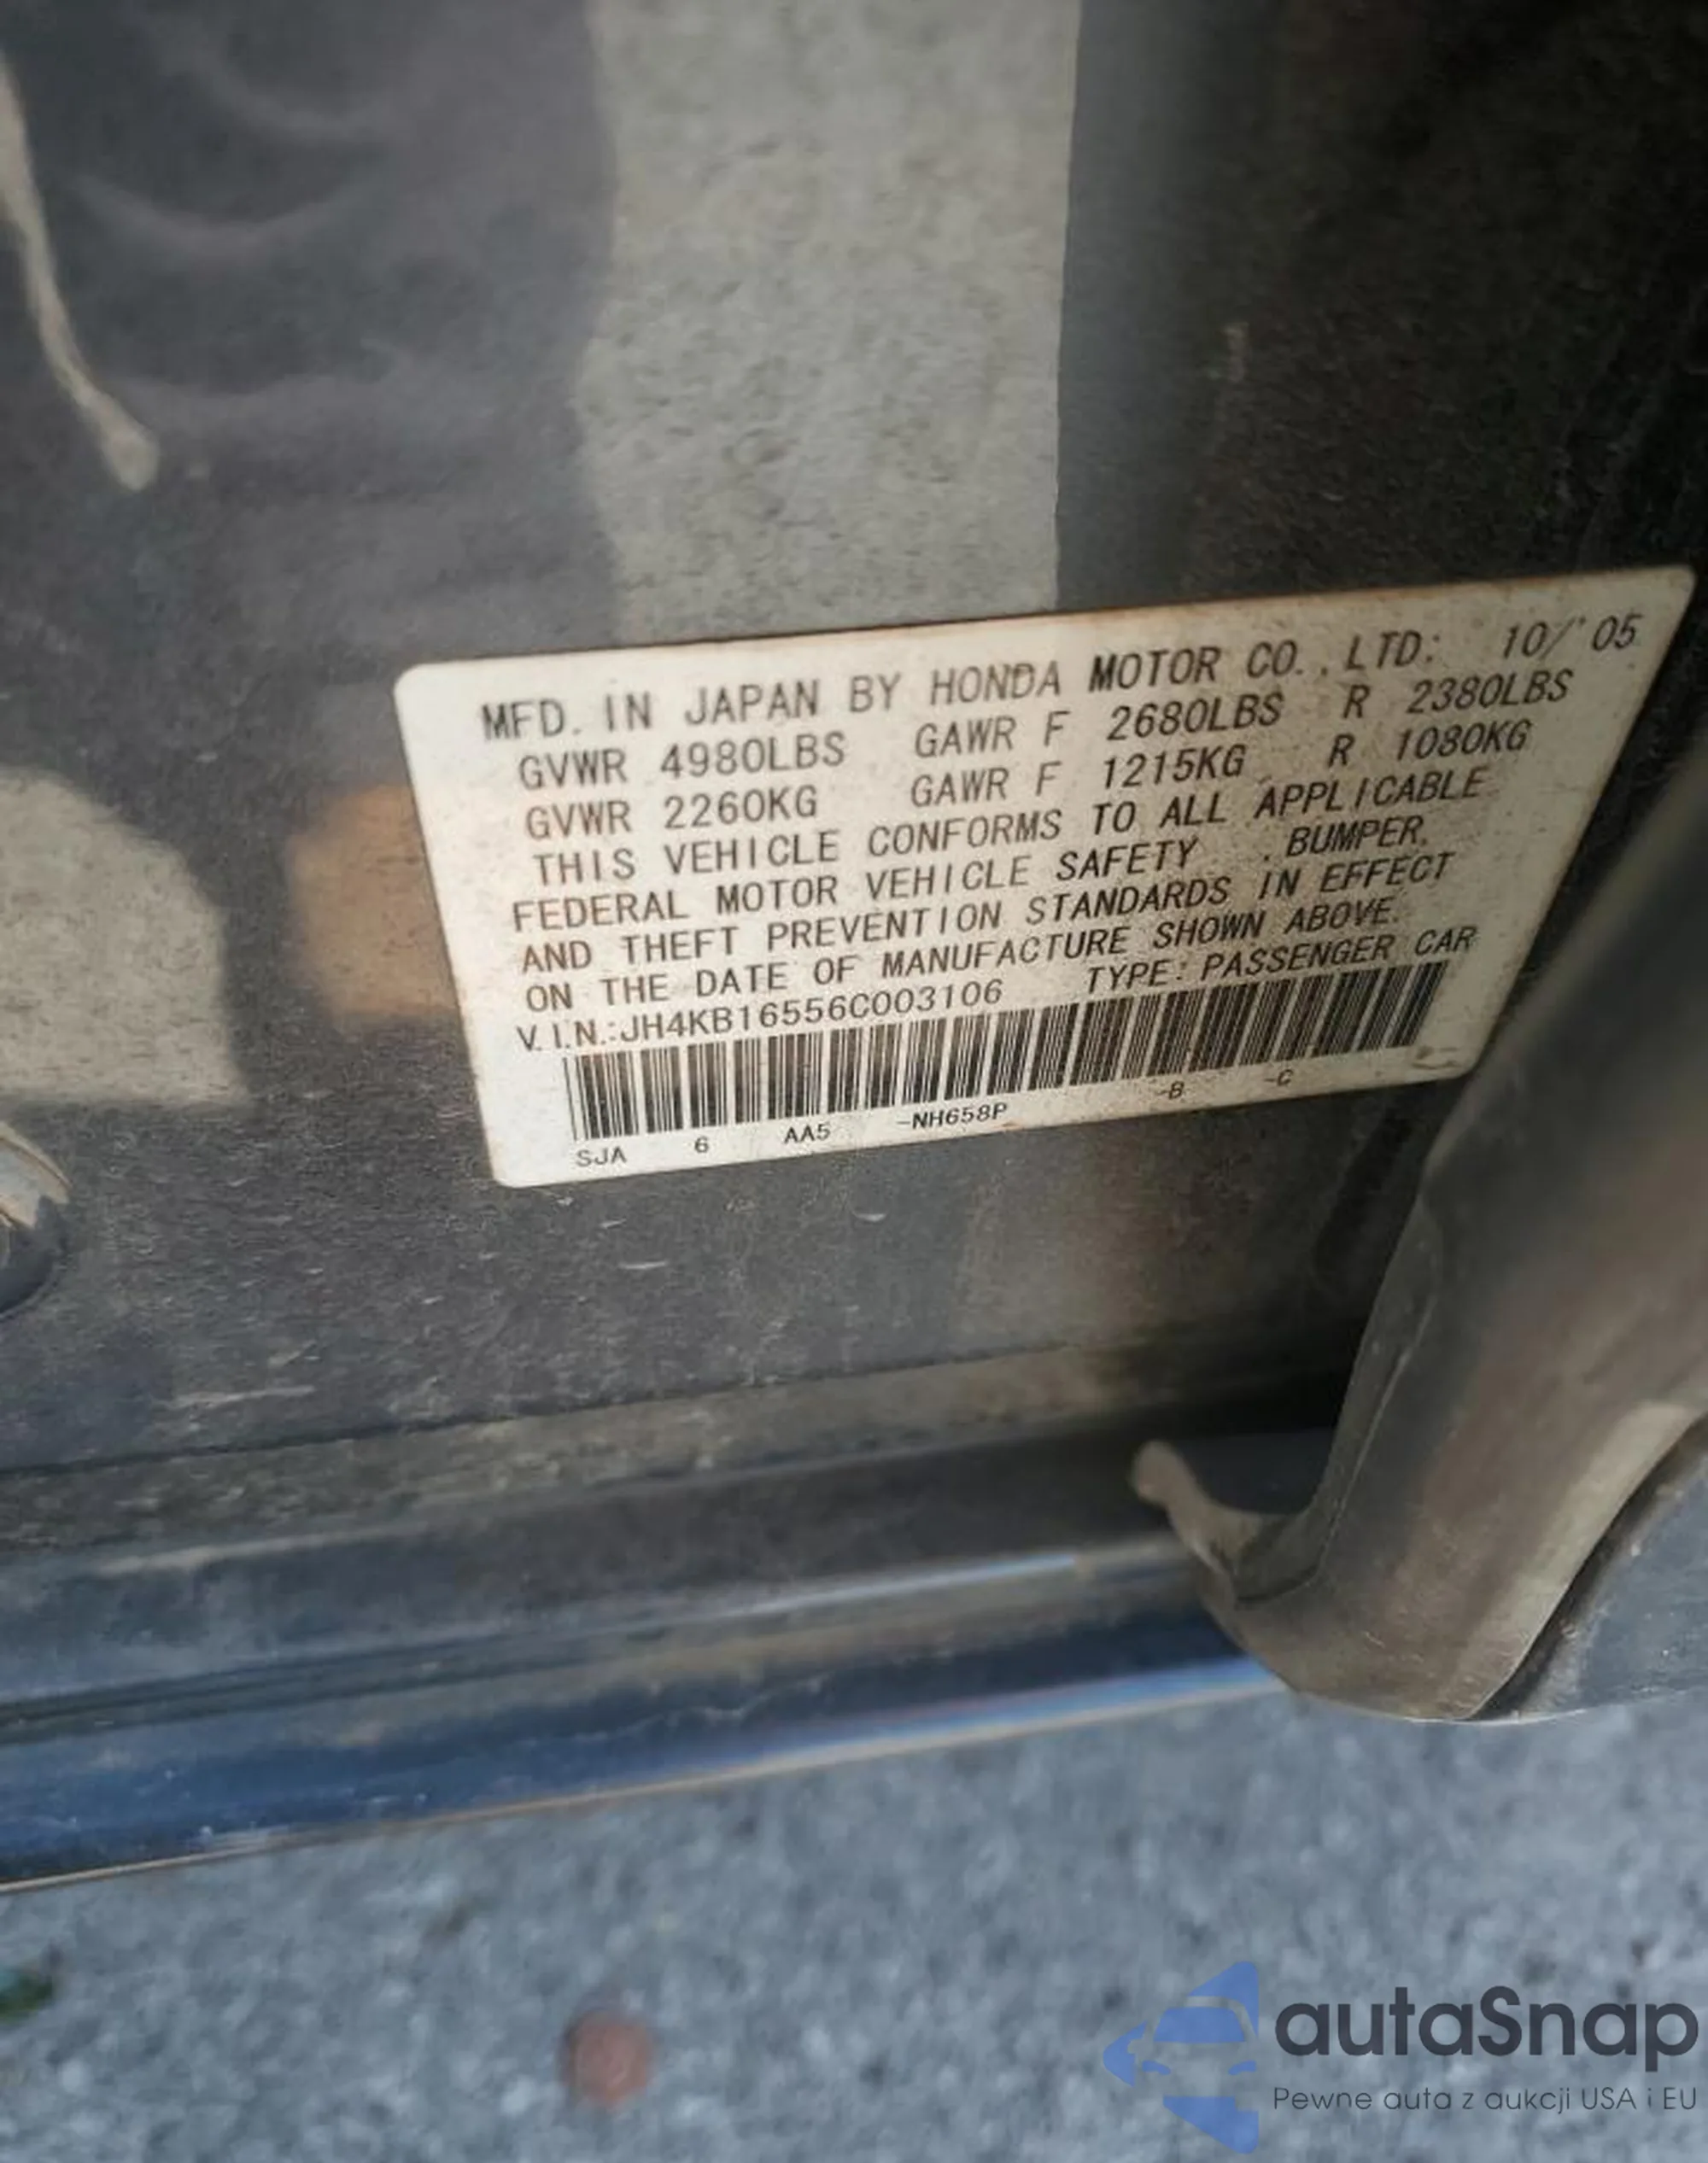 MFD. IN JAPAN BY HONDA MOTOR CO.,LTD: 10/'05
GVWR 4980LBS GAWR F 2680LBS R 2380LBS
GVWR 2260KG GAWR F 1215KG R 1080KG
THIS VEHICLE CONFORMS TO ALL APPLICABLE
FEDERAL MOTOR VEHICLE SAFETY , BUMPER,
AND THEFT PREVENTION STANDARDS IN EFFECT
ON THE DATE OF MANUFACTURE SHOWN ABOVE.
V.I.N.:JH4KB16556C003106 TYPE:PASSENGER CAR
SJA 6 AA5 -NH658P -B -C
autaSnap
Pewne auta z aukcji USA i EU